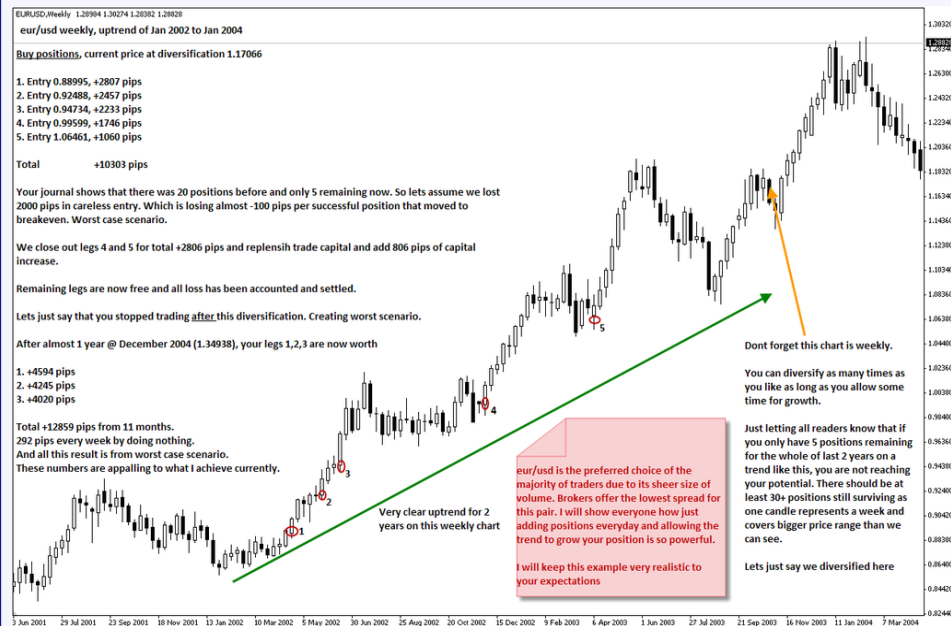 EURUSD,Weekly 1.28984 1.30274 1.28382 1.28828
eur/usd weekly, uptrend of Jan 2002 to Jan 2004
Buy positions, current price at diversification 1.17066
1. Entry 0.88995, +2807 pips
2. Entry 0.92488, +2457 pips
3. Entry 0.94734, +2233 pips
4. Entry 0.99599, +1746 pips
5. Entry 1.06461, +1060 pips
Total +10303 pips
Your journal shows that there was 20 positions before and only 5 remaining now. So lets assume we lost
2000 pips in careless entry. Which is losing almost -100 pips per successful position that moved to
breakeven. Worst case scenario.
We close out legs 4 and 5 for total +2806 pips and replensih trade capital and add 806 pips of capital
increase.
Remaining legs are now free and all loss has been accounted and settled.
Lets just say that you stopped trading after this diversification. Creating worst scenario.
After almost 1 year @ December 2004 (1.34938), your legs 1,2,3 are now worth
1. +4594 pips
2. +4245 pips
3. +4020 pips
Total +12859 pips from 11 months.
292 pips every week by doing nothing.
And all this result is from worst case scenario.
These numbers are appalling to what I achieve currently.
1
2
3
4
5
Very clear uptrend for 2
years on this weekly chart
eur/usd is the preferred choice of the
majority of traders due to its sheer size of
volume. Brokers offer the lowest spread for
this pair. I will show everyone how just
adding positions everyday and allowing the
trend to grow your position is so powerful.
I will keep this example very realistic to
your expectations
Dont forget this chart is weekly.
You can diversify as many times as
you like as long as you allow some
time for growth.
Just letting all readers know that if
you only have 5 positions remaining
for the whole of last 2 years on a
trend like this, you are not reaching
your potential. There should be at
least 30+ positions still surviving as
one candle represents a week and
covers bigger price range than we
can see.
Lets just say we diversified here
1.30320
1.28828
1.26380
1.24320
1.22340
1.20360
1.18320
1.16340
1.14360
1.12320
1.10340
1.08360
1.06380
1.04400
1.02360
1.00380
0.98400
0.96360
0.94380
0.92400
0.90420
0.88380
0.86400
0.84420
0.82440
3 Jun 2001 29 Jul 2001 23 Sep 2001 18 Nov 2001 13 Jan 2002 10 Mar 2002 5 May 2002 30 Jun 2002 25 Aug 2002 20 Oct 2002 15 Dec 2002 9 Feb 2003 6 Apr 2003 1 Jun 2003 27 Jul 2003 21 Sep 2003 16 Nov 2003 11 Jan 2004 7 Mar 2004